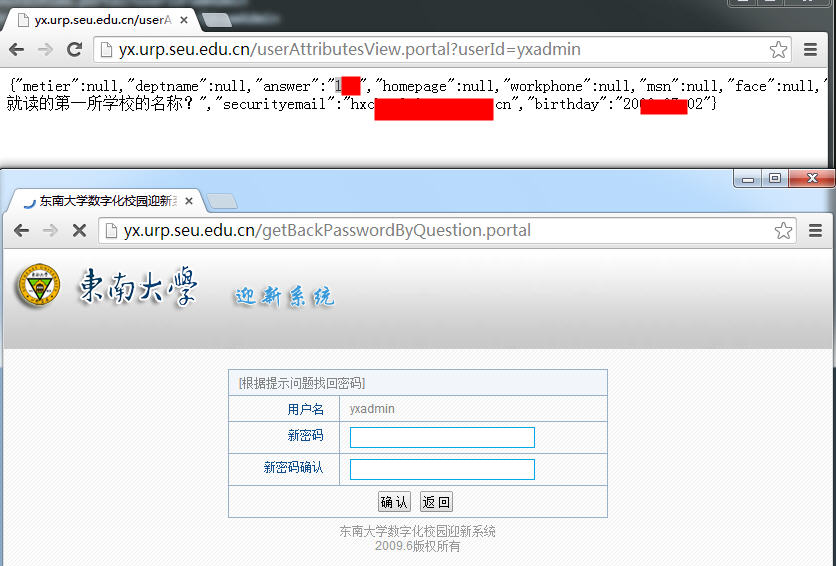 yx.urp.seu.edu.cn/userA
yx.urp.seu.edu.cn/userAttributesView.portal?userId=yxadmin
{"metier":null,"deptname":null,"answer":"1 ","homepage":null,"workphone":null,"msn":null,"face":null,"
就读的第一所学校的名称？","securityemail":"hxc cn","birthday":"20 02"}
东南大学数字化校园迎新系
yx.urp.seu.edu.cn/getBackPasswordByQuestion.portal
東南大學 迎新系统
[根据提示问题找回密码]
用户名 yxadmin
新密码
新密码确认
确认 返回
东南大学数字化校园迎新系统
2009.6版权所有